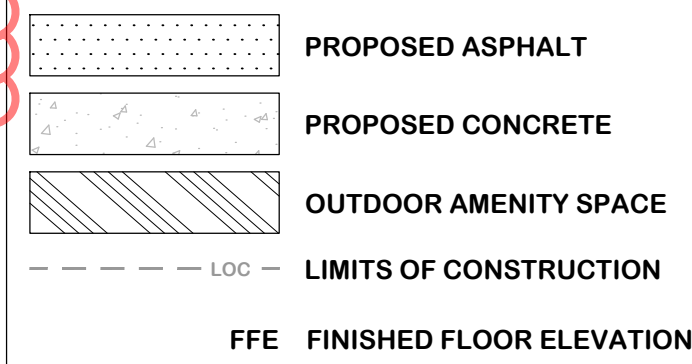 PROPOSED ASPHALT
PROPOSED CONCRETE
OUTDOOR AMENITY SPACE
LOC LIMITS OF CONSTRUCTION
FFE FINISHED FLOOR ELEVATION